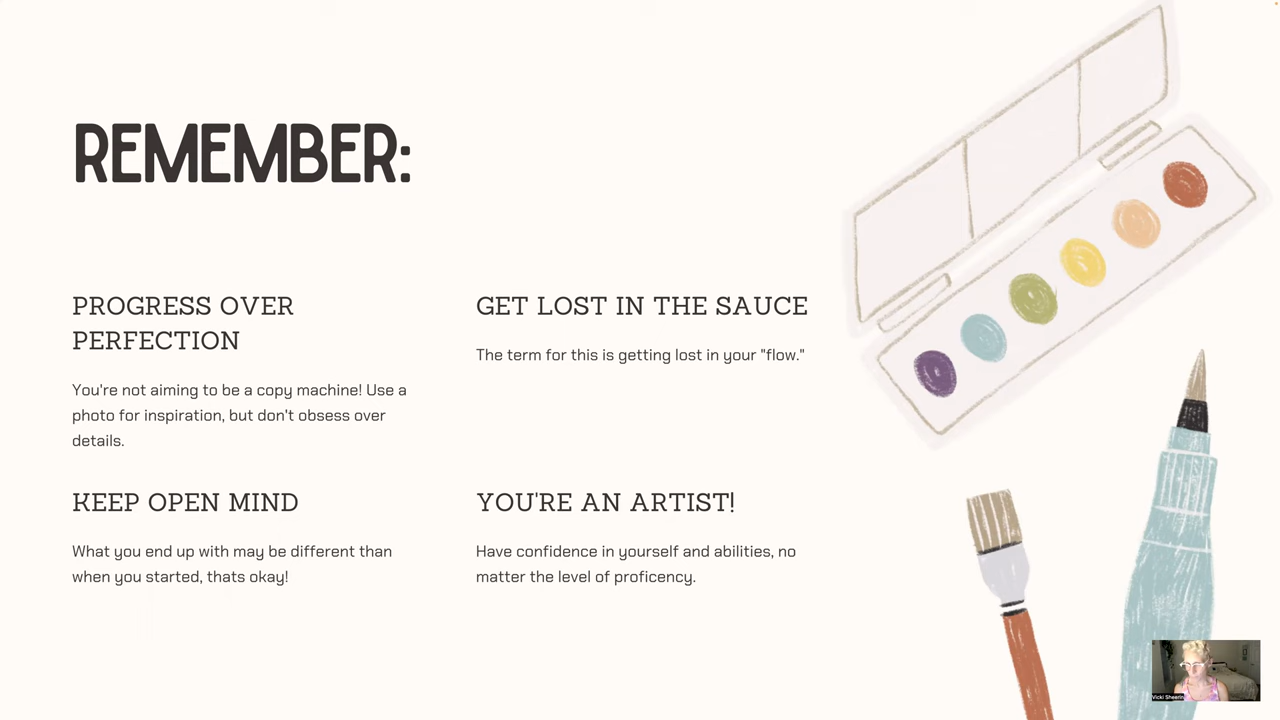 REMEMBER:
PROGRESS OVER
PERFECTION
You're not aiming to be a copy machine! Use a
photo for inspiration, but don't obsess over
details.
GET LOST IN THE SAUCE
The term for this is getting lost in your "flow."
KEEP OPEN MIND
What you end up with may be different than
when you started, thats okay!
YOU'RE AN ARTIST!
Have confidence in yourself and abilities, no
matter the level of proficency.
Vicki Sheerin